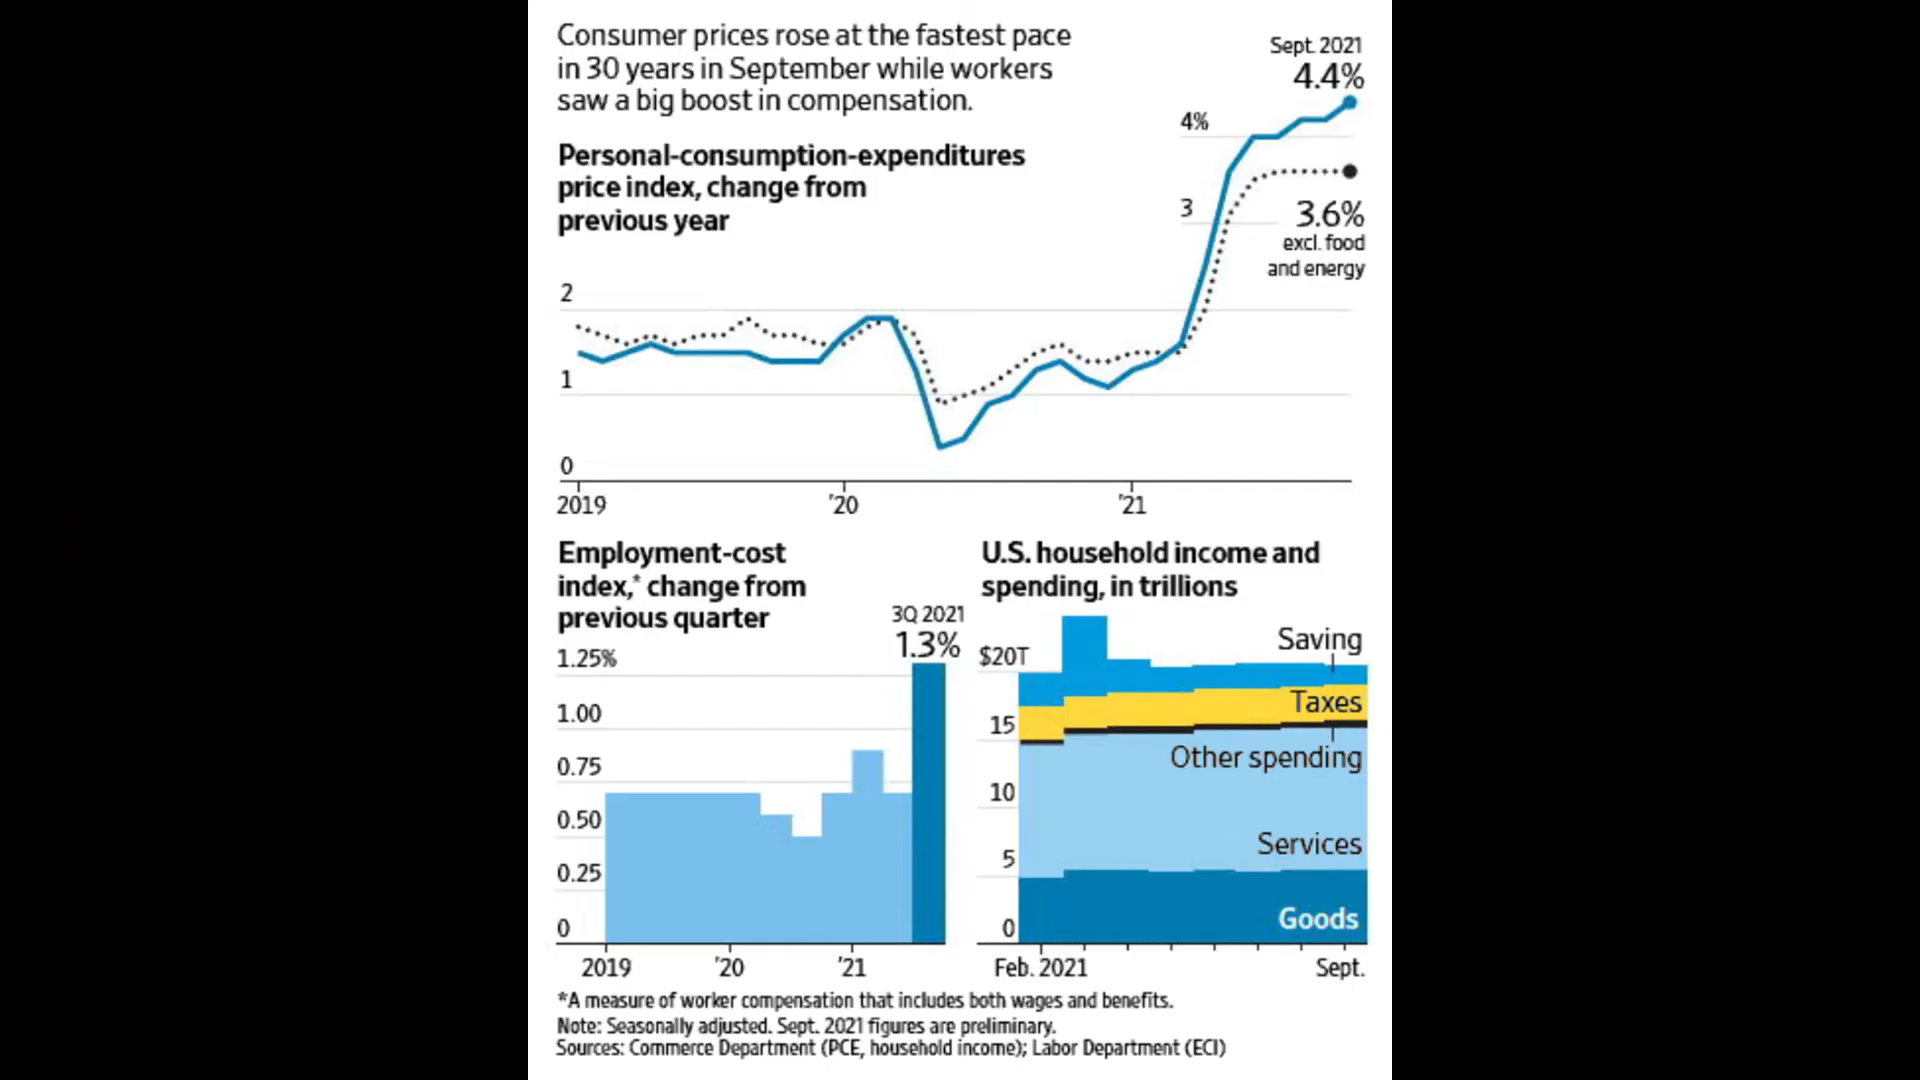 Consumer prices rose at the fastest pace
in 30 years in September while workers
saw a big boost in compensation.
Personal-consumption-expenditures
price index, change from
previous year
Sept. 2021
4.4%
4%
3
3.6%
excl. food
and energy
2
1
0
2019 '20 '21
Employment-cost
index,* change from
previous quarter
3Q 2021
1.3%
1.25%
1.00
0.75
0.50
0.25
0
2019 '20 '21
U.S. household income and
spending, in trillions
$20T
15
10
5
0
Saving
Taxes
Other spending
Services
Goods
Feb. 2021 Sept.
*A measure of worker compensation that includes both wages and benefits.
Note: Seasonally adjusted. Sept. 2021 figures are preliminary.
Sources: Commerce Department (PCE, household income); Labor Department (ECI)